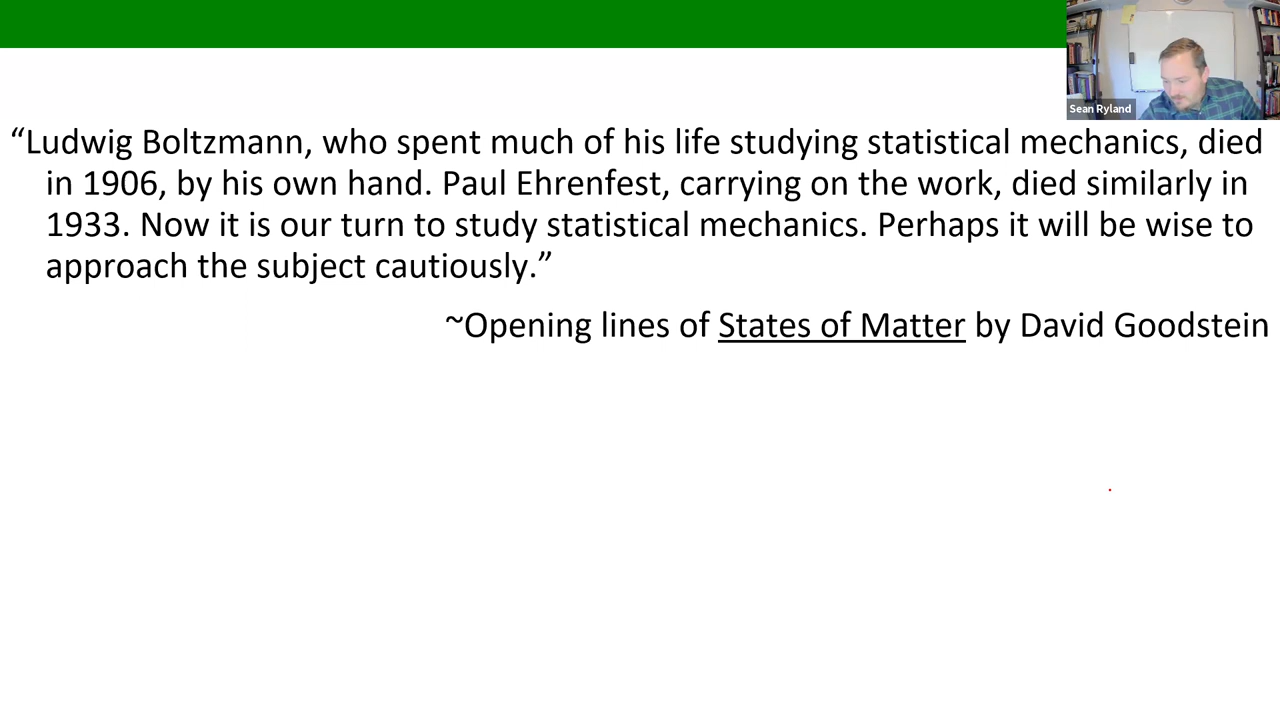 Sean Ryland
“Ludwig Boltzmann, who spent much of his life studying statistical mechanics, died
in 1906, by his own hand. Paul Ehrenfest, carrying on the work, died similarly in
1933. Now it is our turn to study statistical mechanics. Perhaps it will be wise to
approach the subject cautiously.”
~Opening lines of States of Matter by David Goodstein